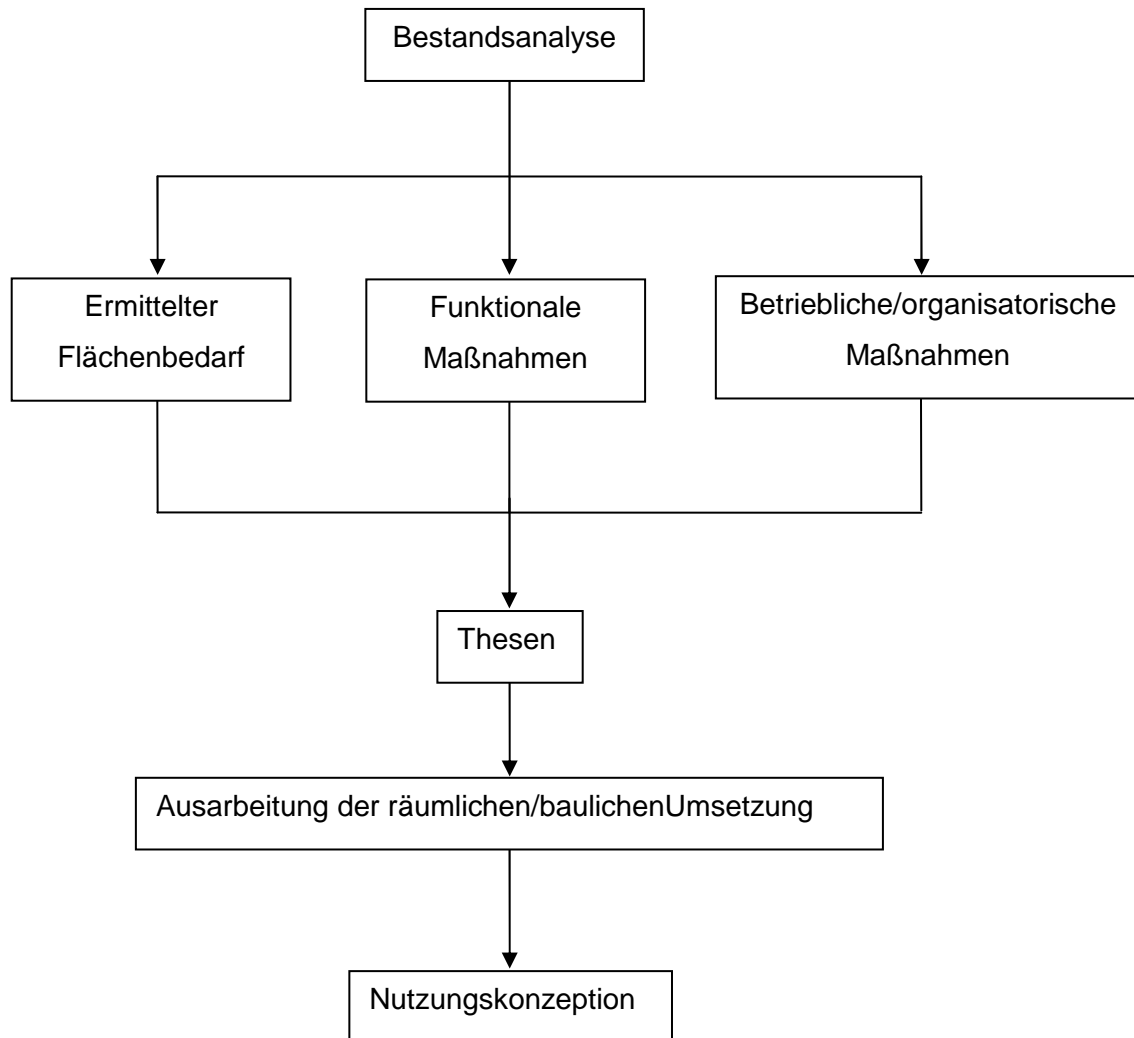 Bestandsanalyse
Ermittelter
Flächenbedarf
Funktionale
Maßnahmen
Betriebliche/organisatorische
Maßnahmen
Thesen
Ausarbeitung der räumlichen/baulichenUmsetzung
Nutzungskonzeption